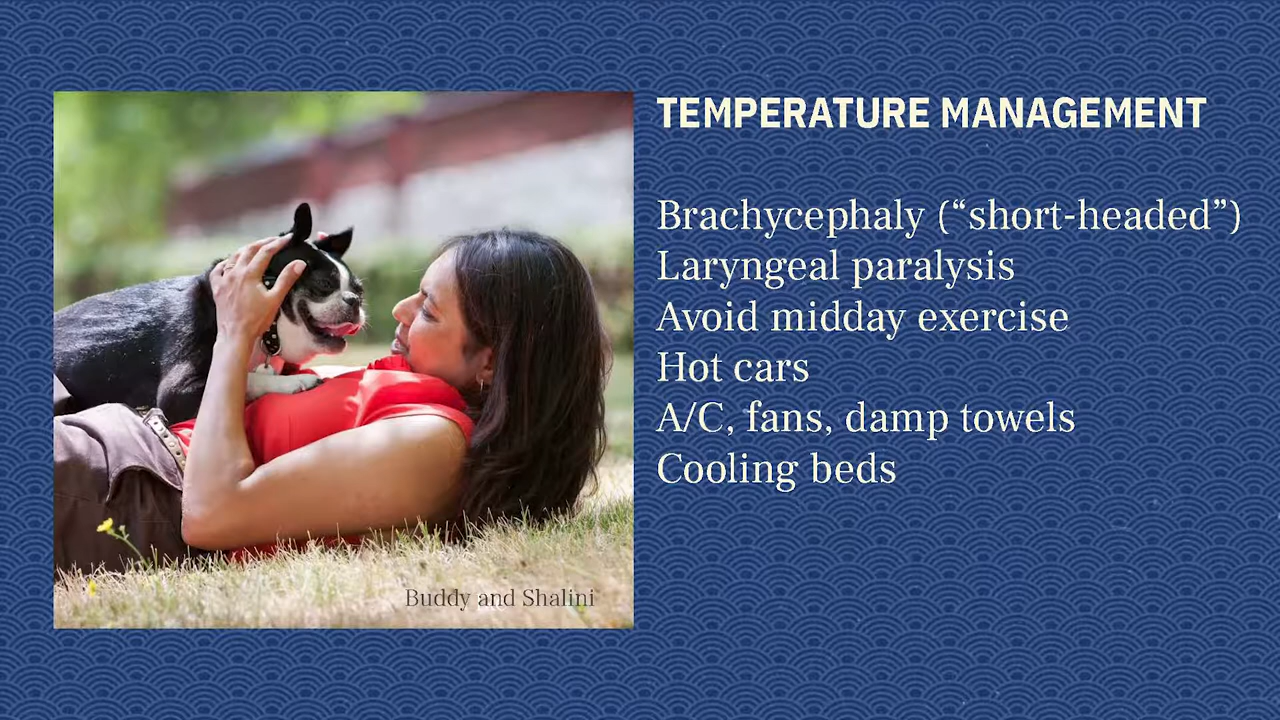 TEMPERATURE MANAGEMENT
Brachycephaly (“short-headed”)
Laryngeal paralysis
Avoid midday exercise
Hot cars
A/C, fans, damp towels
Cooling beds
Buddy and Shalini